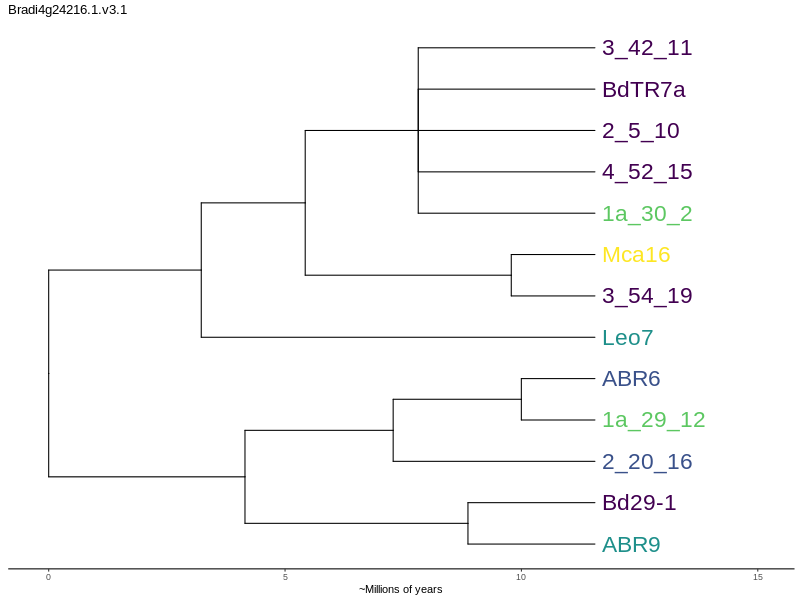 Bradi4g24216.1.v3.1
3_42_11
BdTR7a
2_5_10
4_52_15
1a_30_2
Mca16
3_54_19
Leo7
ABR6
1a_29_12
2_20_16
Bd29-1
ABR9
0 5 10 15
~Millions of years